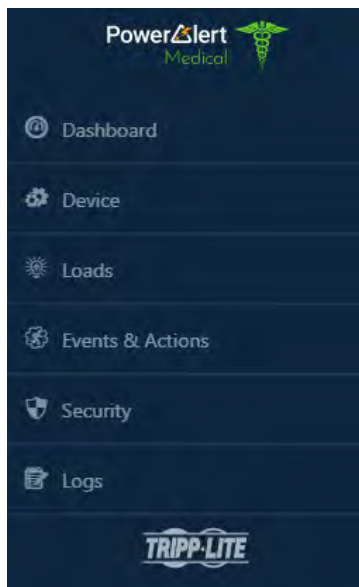 PowerAlert
Medical
Dashboard
Device
Loads
Events & Actions
Security
Logs
TRIPP·LITE